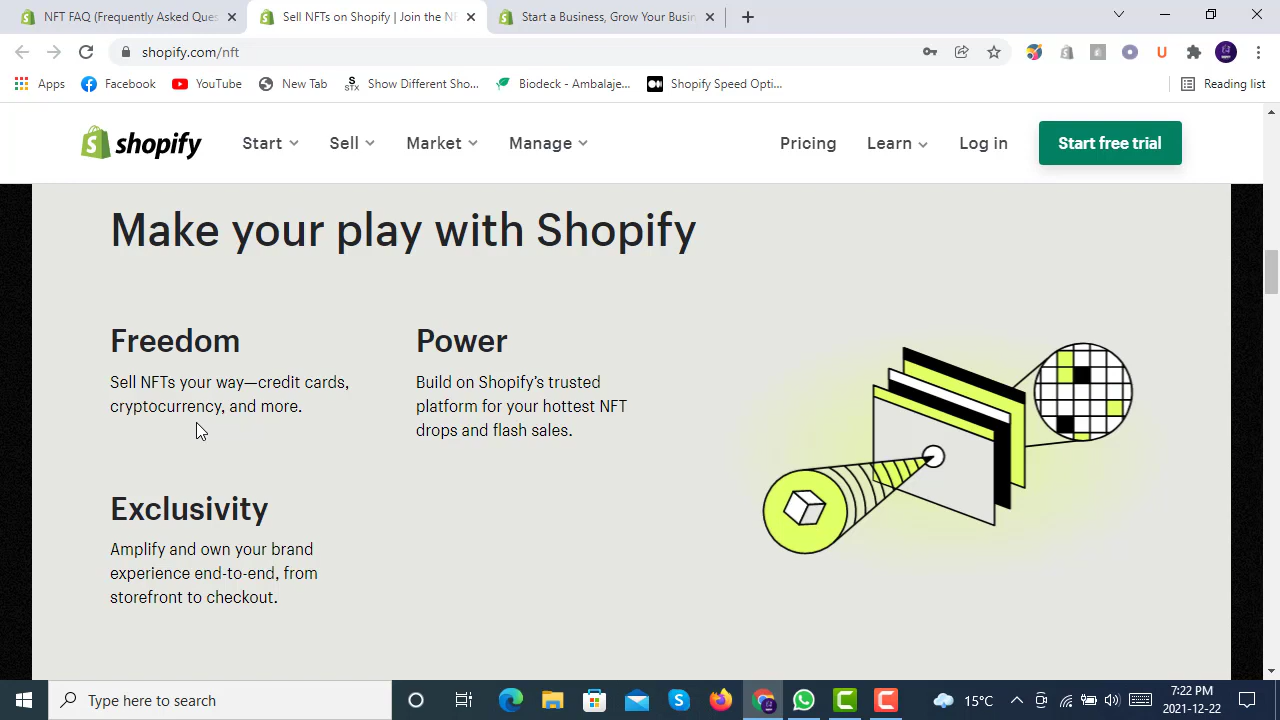 NFT FAQ (Frequently Asked Ques
Sell NFTs on Shopify | Join the NF
Start a Business, Grow Your Busin
shopify.com/nft
Apps
Facebook
YouTube
New Tab
STX
Show Different Sho...
Biodeck - Ambalaje...
Shopify Speed Opti...
Reading list
shopify
Start
Sell
Market
Manage
Pricing
Learn
Log in
Start free trial
Make your play with Shopify
Freedom
Sell NFTs your way—credit cards,
cryptocurrency, and more.
Power
Build on Shopify's trusted
platform for your hottest NFT
drops and flash sales.
Exclusivity
Amplify and own your brand
experience end-to-end, from
storefront to checkout.
Type here to search
15°C
7:22 PM
2021-12-22